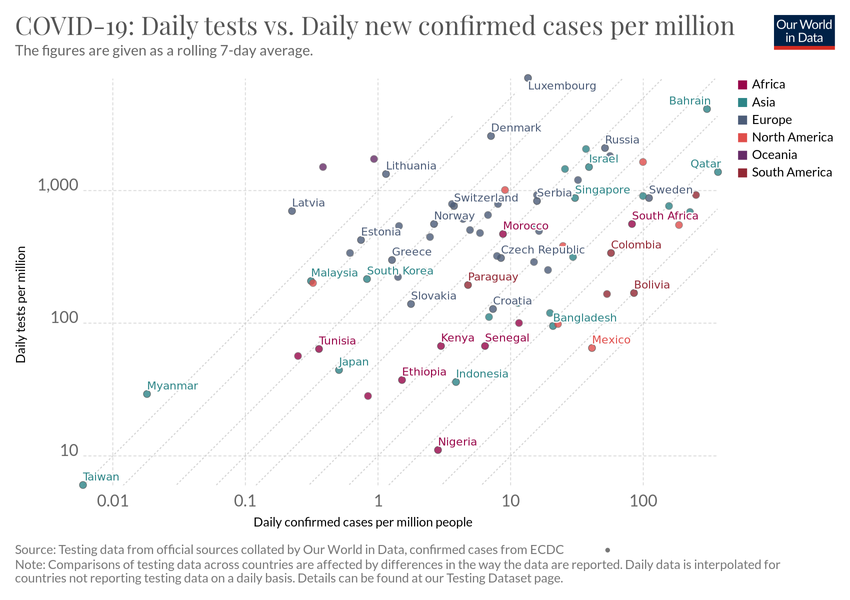 COVID-19: Daily tests vs. Daily new confirmed cases per million
The figures are given as a rolling 7-day average.
Our World
in Data
Africa
Asia
Europe
North America
Oceania
South America
Daily tests per million
1,000
100
10
Luxembourg
Bahrain
Denmark
Russia
Israel
Qatar
Lithuania
Latvia
Switzerland
Serbia
Singapore
Sweden
Norway
Morocco
South Africa
Estonia
Greece
Czech Republic
Colombia
Malaysia
South Korea
Paraguay
Bolivia
Slovakia
Croatia
Bangladesh
Tunisia
Kenya
Senegal
Mexico
Japan
Ethiopia
Indonesia
Myanmar
Nigeria
Taiwan
0.01
0.1
1
10
100
Daily confirmed cases per million people
Source: Testing data from official sources collated by Our World in Data, confirmed cases from ECDC
Note: Comparisons of testing data across countries are affected by differences in the way the data are reported. Daily data is interpolated for
countries not reporting testing data on a daily basis. Details can be found at our Testing Dataset page.